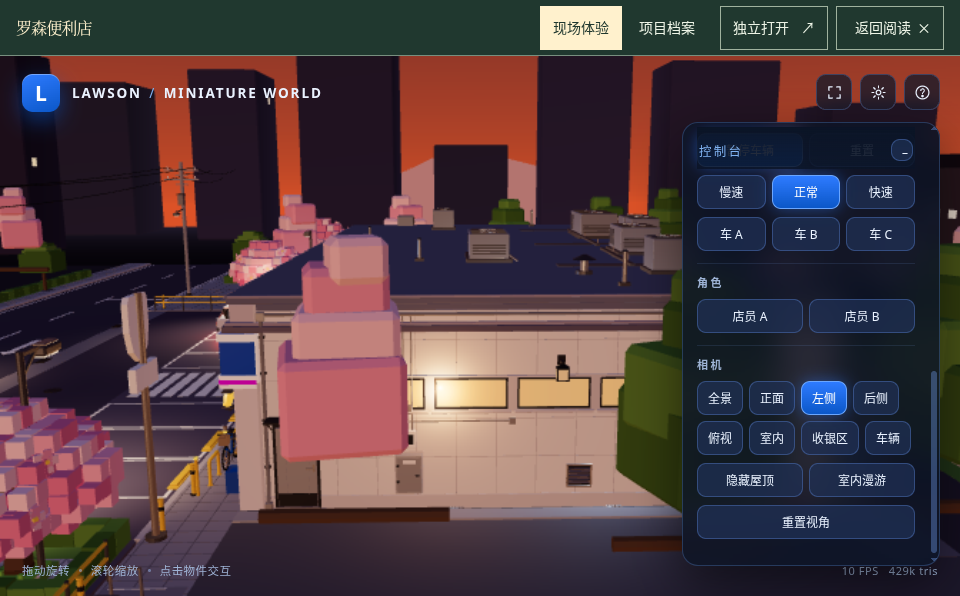 罗森便利店 现场体验 项目档案 独立打开 ↗ 返回阅读 ×
L LAWSON / MINIATURE WORLD
控制台 重置 –
慢速 正常 快速
车 A 车 B 车 C
角色
店员 A 店员 B
相机
全景 正面 左侧 后侧
俯视 室内 收银区 车辆
隐藏屋顶 室内漫游
重置视角
拖动旋转 · 滚轮缩放 · 点击物件交互
10 FPS 429k tris